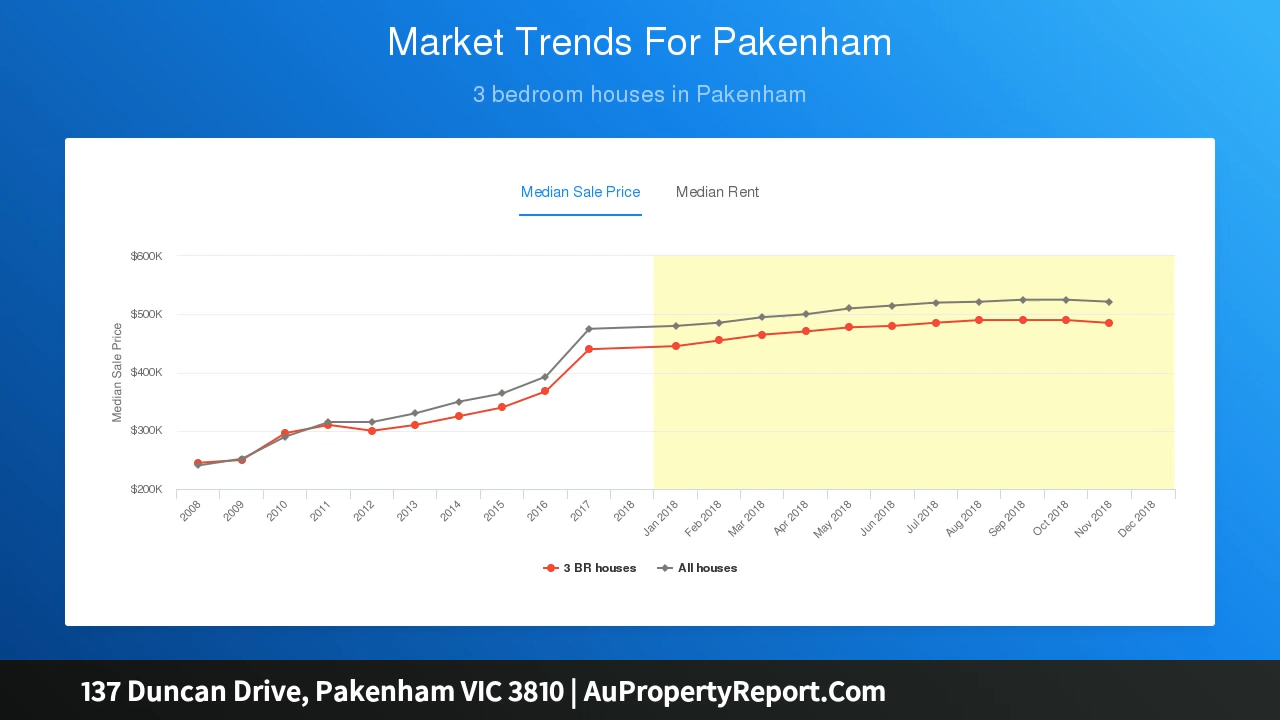 Market Trends For Pakenham
3 bedroom houses in Pakenham
Median Sale Price Median Rent
Median Sale Price
$600K
$500K
$400K
$300K
$200K
2008 2009 2010 2011 2012 2013 2014 2015 2016 2017 2018 Jan 2018 Feb 2018 Mar 2018 Apr 2018 May 2018 Jun 2018 Jul 2018 Aug 2018 Sep 2018 Oct 2018 Nov 2018 Dec 2018
3 BR houses All houses
137 Duncan Drive, Pakenham VIC 3810 | AuPropertyReport.Com